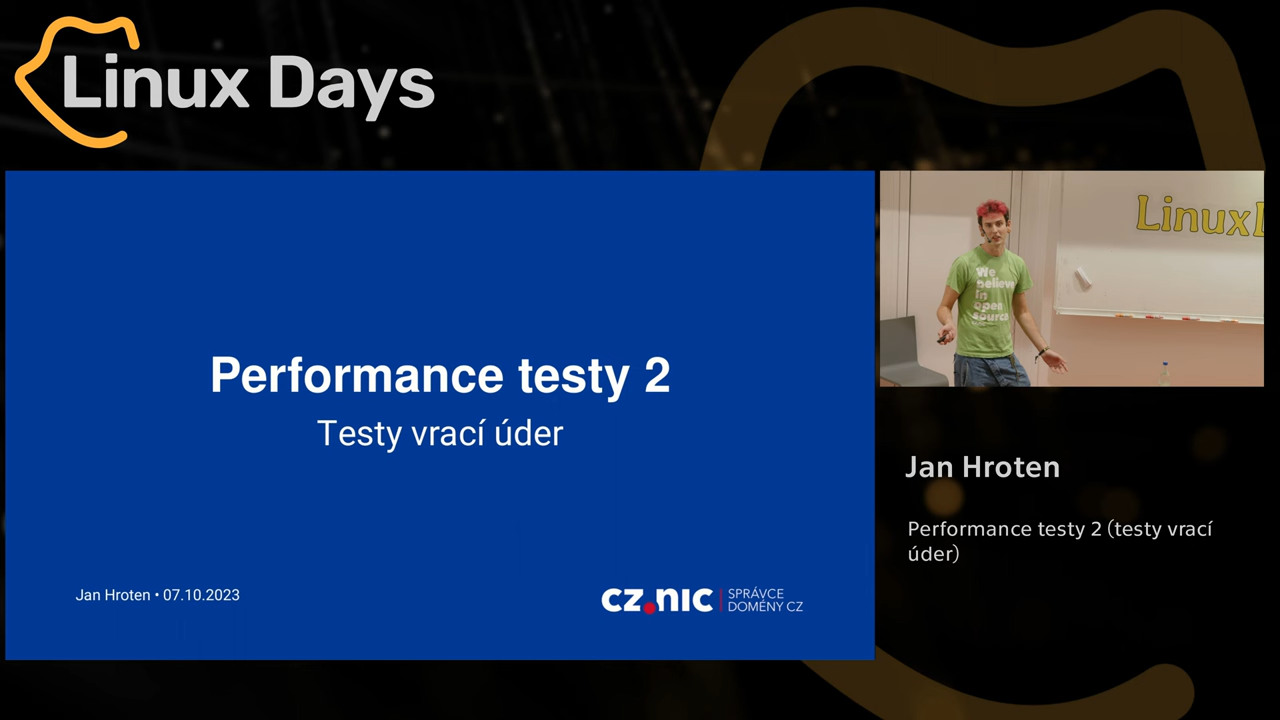 Linux Days
Performance testy 2
Testy vrací úder
Jan Hroten • 07.10.2023
CZ.NIC
SPRÁVCE
DOMÉNY CZ
We
believe
in
open
source
Jan Hroten
Performance testy 2 (testy vrací
úder)